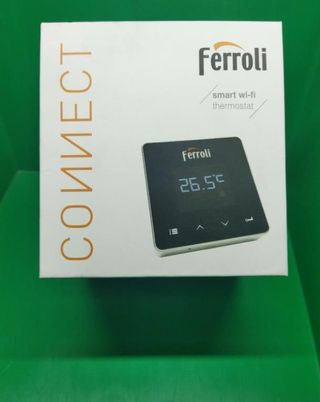 CONNECT
Ferroli
smart wi-fi
thermostat
Ferroli
26.5°C